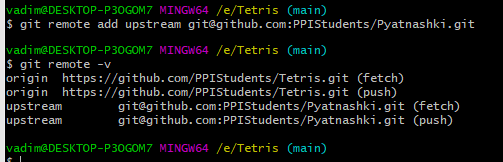 vadim@DESKTOP-P3OGOM7 MINGW64 /e/Tetris (main)
$ git remote add upstream git@github.com:PPIStudents/Pyatnashki.git
vadim@DESKTOP-P3OGOM7 MINGW64 /e/Tetris (main)
$ git remote -v
origin https://github.com/PPIStudents/Tetris.git (fetch)
origin https://github.com/PPIStudents/Tetris.git (push)
upstream git@github.com:PPIStudents/Pyatnashki.git (fetch)
upstream git@github.com:PPIStudents/Pyatnashki.git (push)
vadim@DESKTOP-P3OGOM7 MINGW64 /e/Tetris (main)
$